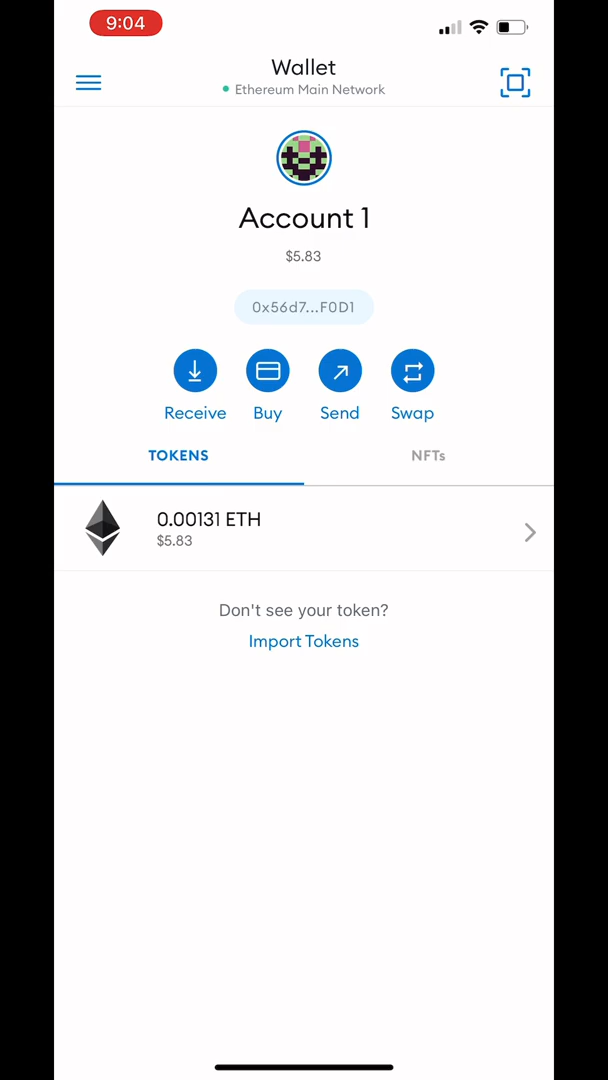 9:04
Wallet
Ethereum Main Network
Account 1
$5.83
0x56d7...F0D1
Receive Buy Send Swap
TOKENS NFTs
0.00131 ETH
$5.83
Don't see your token?
Import Tokens